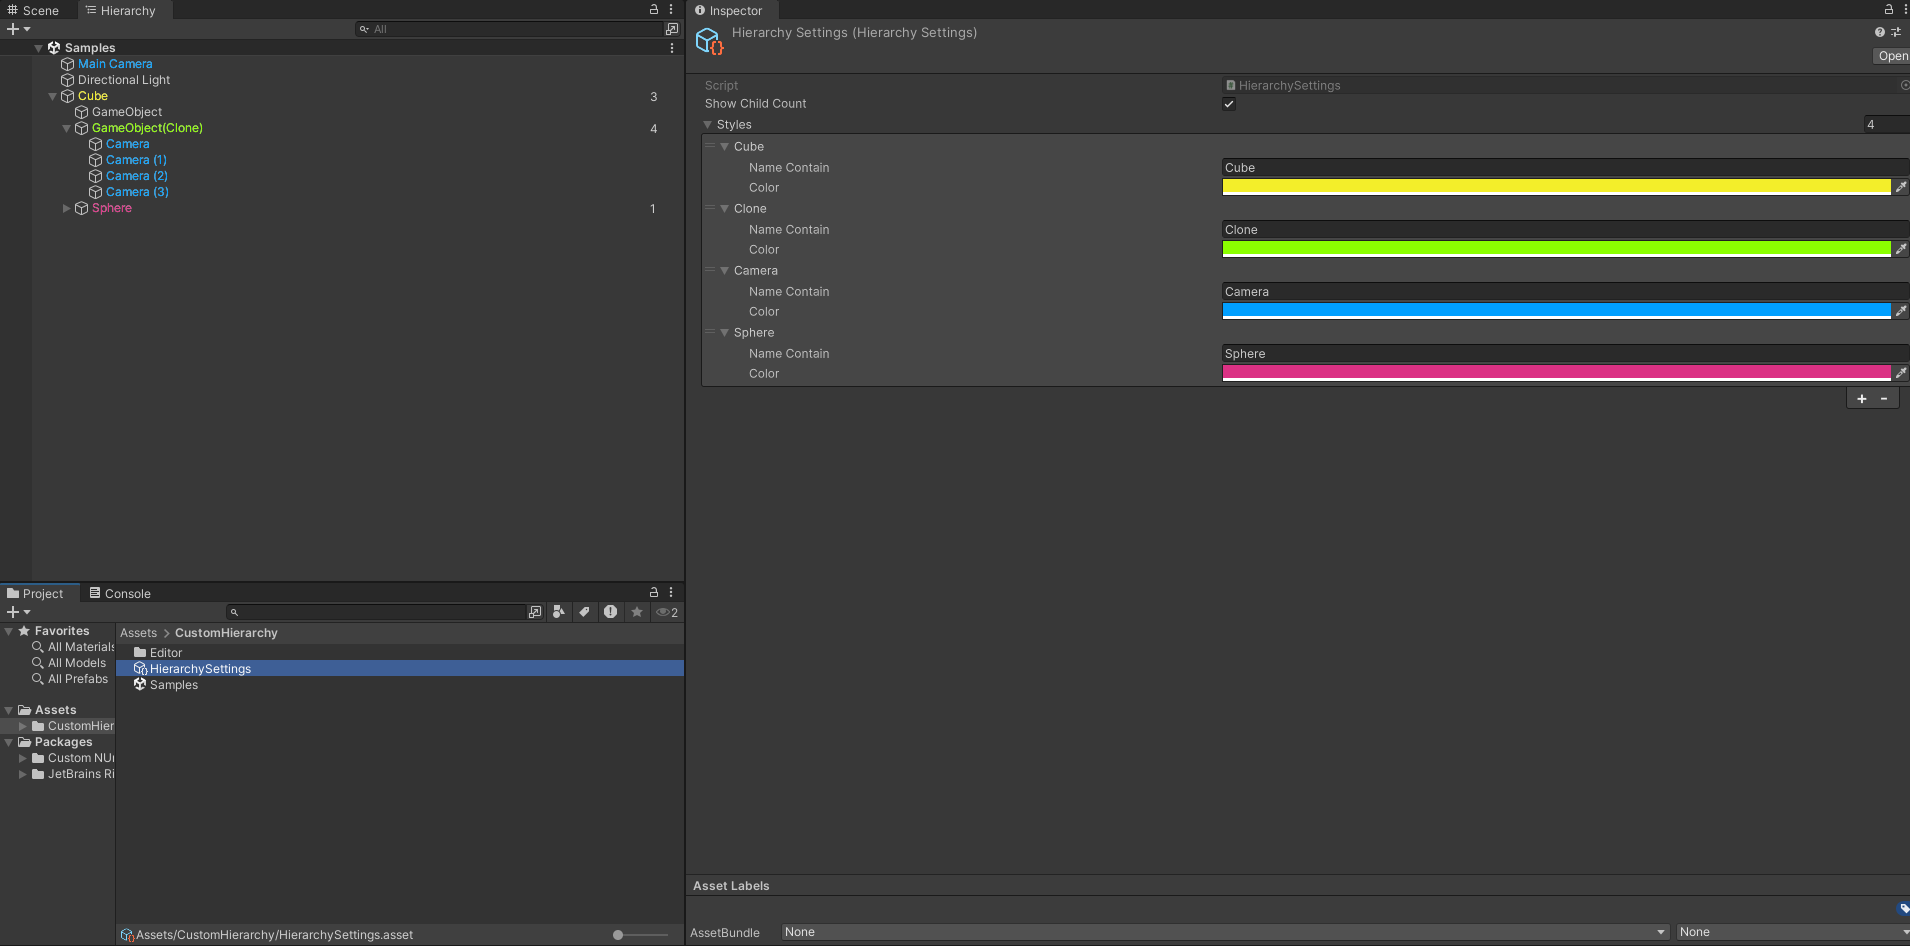 Scene
Hierarchy
All
Samples
Main Camera
Directional Light
Cube 3
GameObject
GameObject(Clone) 4
Camera
Camera (1)
Camera (2)
Camera (3)
Sphere 1
Project
Console
2
Favorites
All Materials
All Models
All Prefabs
Assets
CustomHier
Packages
Custom NU
JetBrains Ri
Assets > CustomHierarchy
Editor
HierarchySettings
Samples
Assets/CustomHierarchy/HierarchySettings.asset
Inspector
Hierarchy Settings (Hierarchy Settings)
Open
Script HierarchySettings
Show Child Count
Styles 4
Cube
Name Contain Cube
Color
Clone
Name Contain Clone
Color
Camera
Name Contain Camera
Color
Sphere
Name Contain Sphere
Color
+ -
Asset Labels
AssetBundle None None